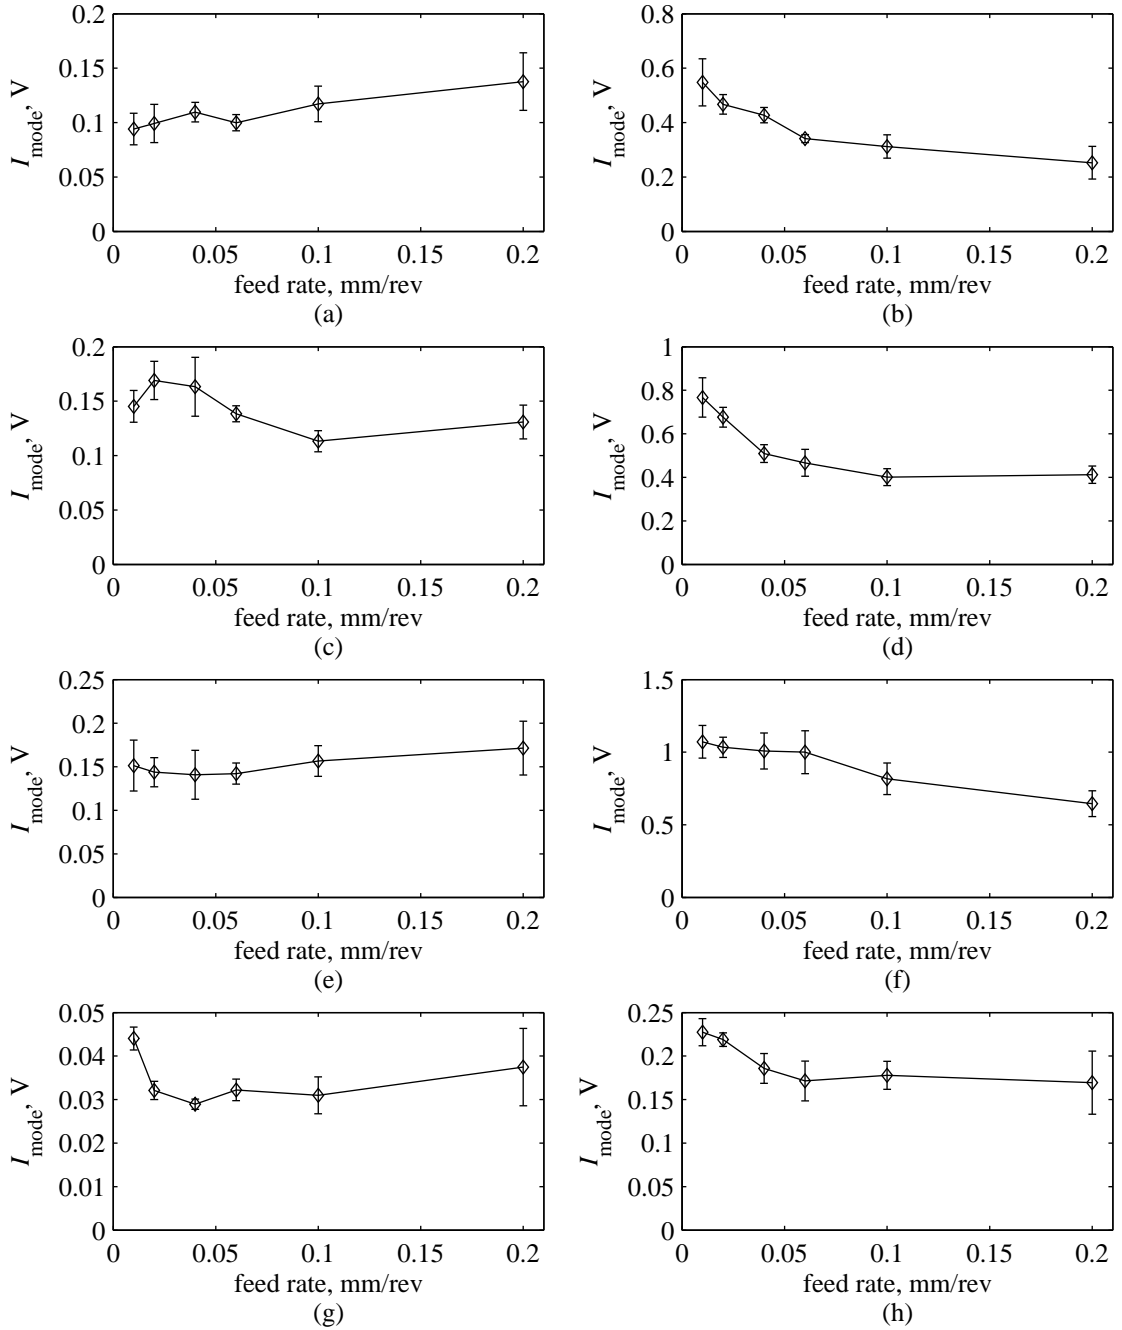 0.2
0.15
0.1
0.05
0
I mode, V
0 0.05 0.1 0.15 0.2
feed rate, mm/rev
(a)
0.8
0.6
0.4
0.2
0
I mode, V
0 0.05 0.1 0.15 0.2
feed rate, mm/rev
(b)
0.2
0.15
0.1
0.05
0
I mode, V
0 0.05 0.1 0.15 0.2
feed rate, mm/rev
(c)
1
0.8
0.6
0.4
0.2
0
I mode, V
0 0.05 0.1 0.15 0.2
feed rate, mm/rev
(d)
0.25
0.2
0.15
0.1
0.05
0
I mode, V
0 0.05 0.1 0.15 0.2
feed rate, mm/rev
(e)
1.5
1
0.5
0
I mode, V
0 0.05 0.1 0.15 0.2
feed rate, mm/rev
(f)
0.05
0.04
0.03
0.02
0.01
0
I mode, V
0 0.05 0.1 0.15 0.2
feed rate, mm/rev
(g)
0.25
0.2
0.15
0.1
0.05
0
I mode, V
0 0.05 0.1 0.15 0.2
feed rate, mm/rev
(h)